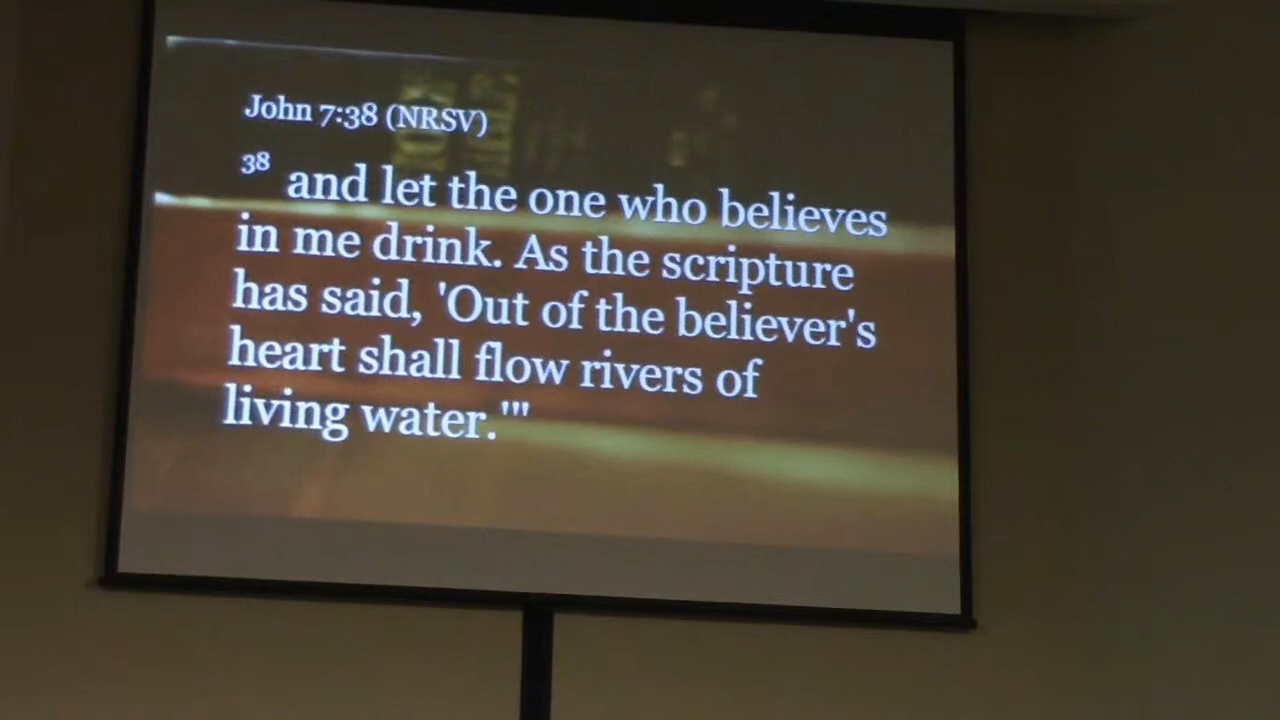 John 7:38 (NRSV)
38 and let the one who believes
in me drink. As the scripture
has said, 'Out of the believer's
heart shall flow rivers of
living water.'"